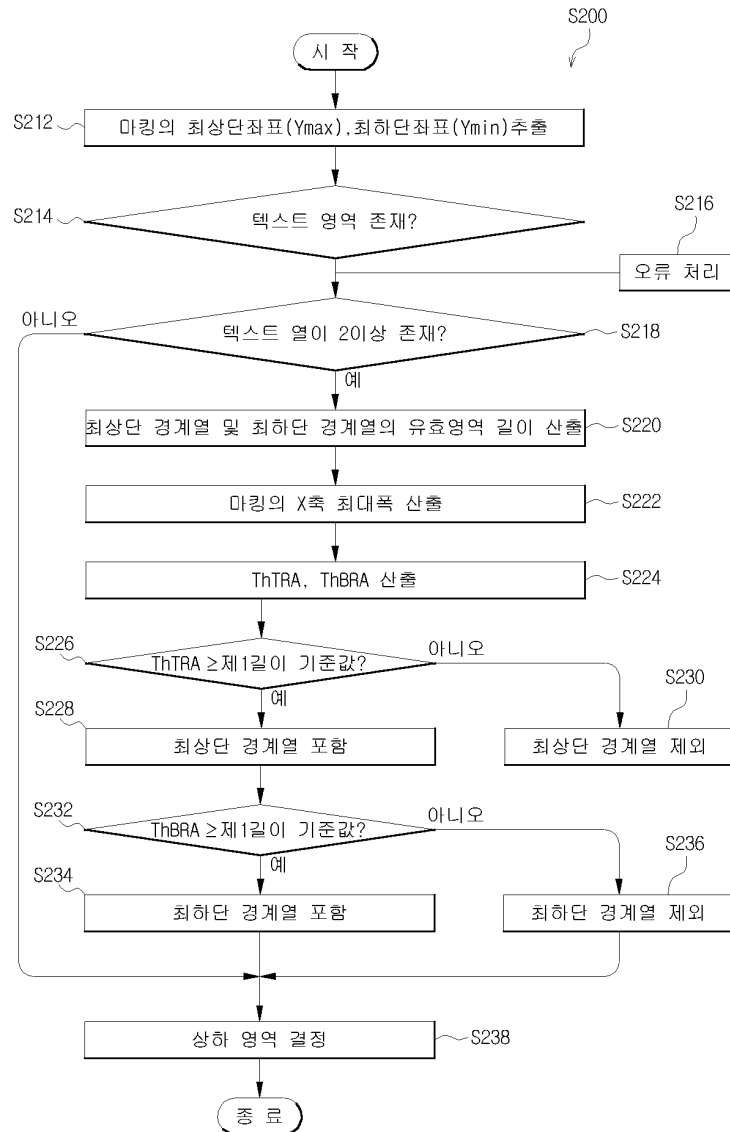 S200
시 작
S212
마킹의 최상단좌표(Ymax),최하단좌표(Ymin)추출
S214
텍스트 영역 존재?
S216
오류 처리
아니오
텍스트 열이 2이상 존재?
S218
예
최상단 경계열 및 최하단 경계열의 유효영역 길이 산출
S220
마킹의 X축 최대폭 산출
S222
ThTRA, ThBRA 산출
S224
S226
ThTRA ≥제1길이 기준값?
아니오
예
S228
최상단 경계열 포함
S230
최상단 경계열 제외
S232
ThBRA ≥제1길이 기준값?
아니오
예
S234
최하단 경계열 포함
S236
최하단 경계열 제외
상하 영역 결정
S238
종 료